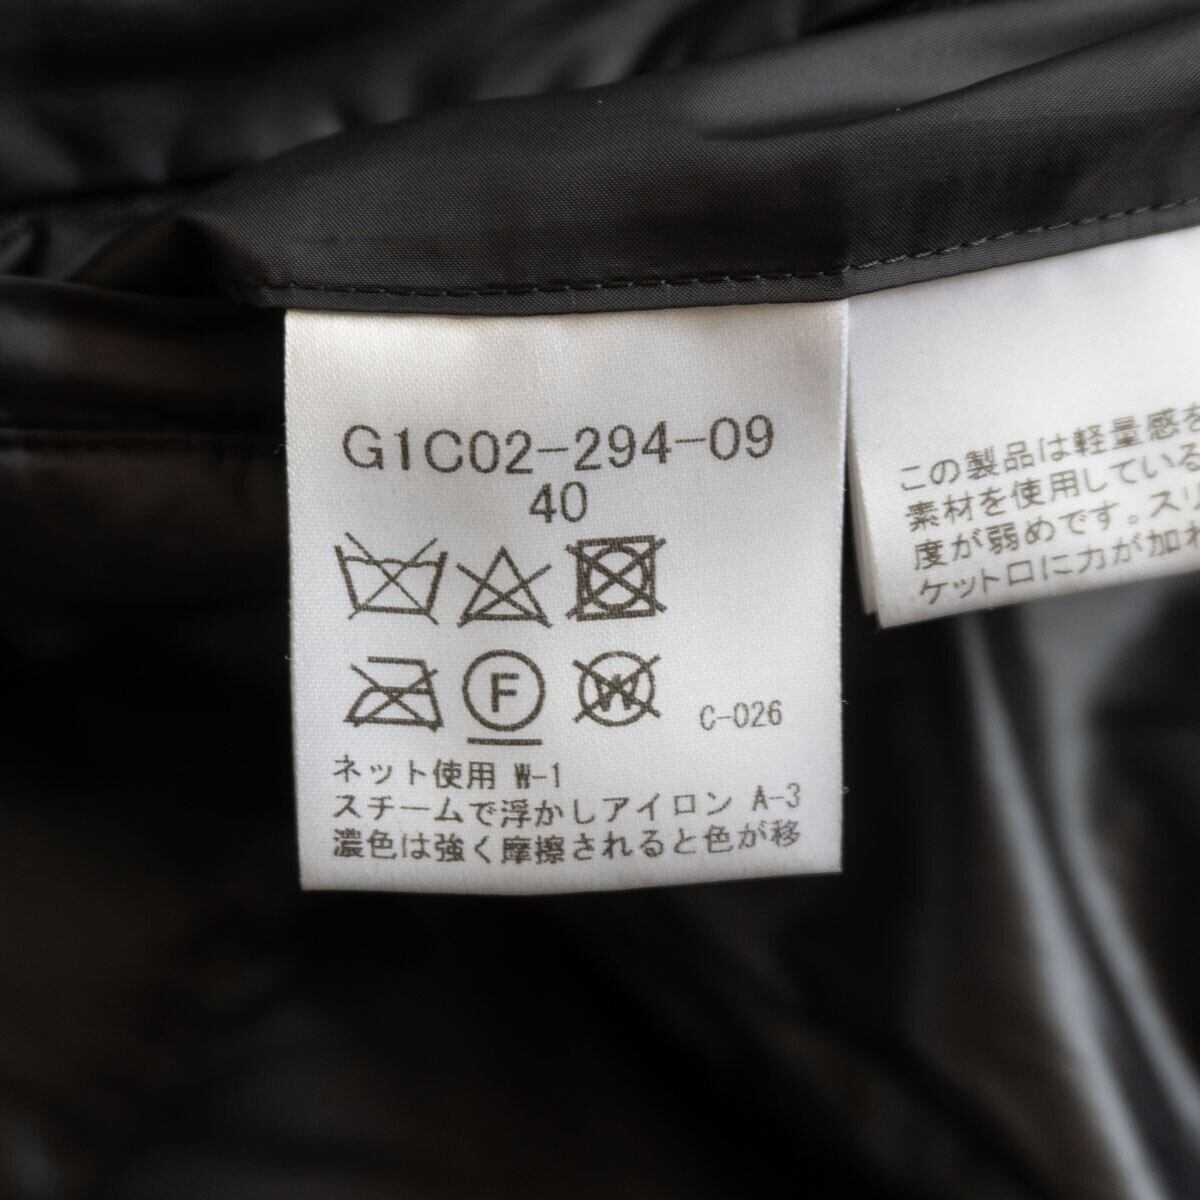 G1C02-294-09
40
F
W
C-026
ネット使用 W-1
スチームで浮かしアイロン A-3
濃色は強く摩擦されると色が移
この製品は軽量感を
素材を使用している
度が弱めです。スリ
ケット口に力が加わ